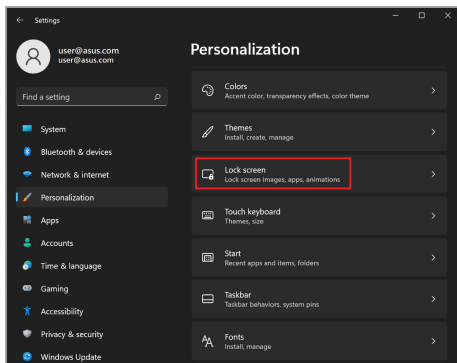 Settings
user@asus.com
user@asus.com
Find a setting
System
Bluetooth & devices
Network & internet
Personalization
Apps
Accounts
Time & language
Gaming
Accessibility
Privacy & security
Windows Update
Personalization
Colors
Accent color, transparency effects, color theme
Themes
Install, create, manage
Lock screen
Lock screen images, apps, animations
Touch keyboard
Themes, size
Start
Recent apps and items, folders
Taskbar
Taskbar behaviors, system pins
Fonts
Install, manage